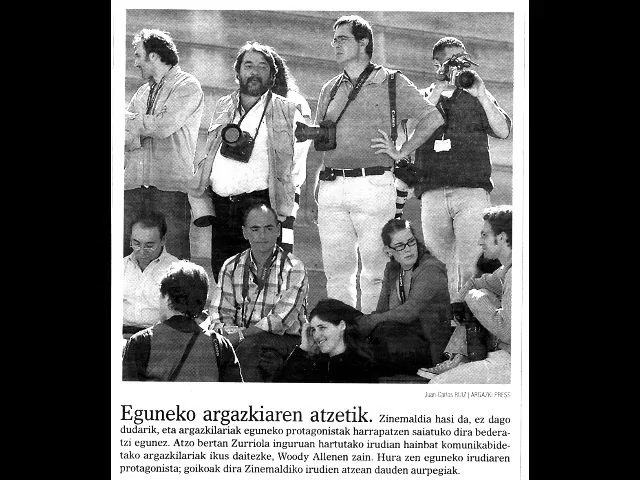 Juan-Carlos RUIZ | ARGAZKI PRESS
Eguneko argazkiaren atzetik. Zinemaldia hasi da, ez dago
dudarik, eta argazkilariak eguneko protagonistak harrapatzen saiatuko dira bedera-
tzi egunez. Atzo bertan Zurriola inguruan hartutako irudian hainbat komunikabide-
tako argazkilariak ikus daitezke, Woody Allenen zain. Hura zen eguneko irudiaren
protagonista; goikoak dira Zinemaldiko irudien atzean dauden aurpegiak.